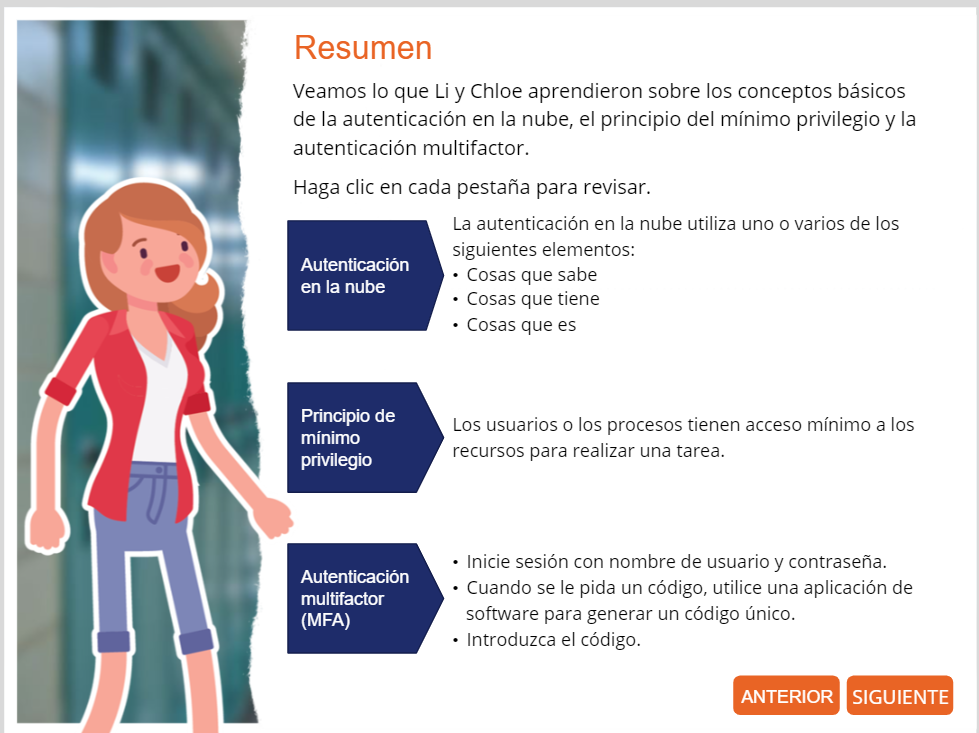 Resumen
Veamos lo que Li y Chloe aprendieron sobre los conceptos básicos
de la autenticación en la nube, el principio del mínimo privilegio y la
autenticación multifactor.
Haga clic en cada pestaña para revisar.
Autenticación
en la nube
La autenticación en la nube utiliza uno o varios de los
siguientes elementos:
• Cosas que sabe
• Cosas que tiene
• Cosas que es
Principio de
mínimo
privilegio
Los usuarios o los procesos tienen acceso mínimo a los
recursos para realizar una tarea.
Autenticación
multifactor
(MFA)
• Inicie sesión con nombre de usuario y contraseña.
• Cuando se le pida un código, utilice una aplicación de
software para generar un código único.
• Introduzca el código.
ANTERIOR
SIGUIENTE